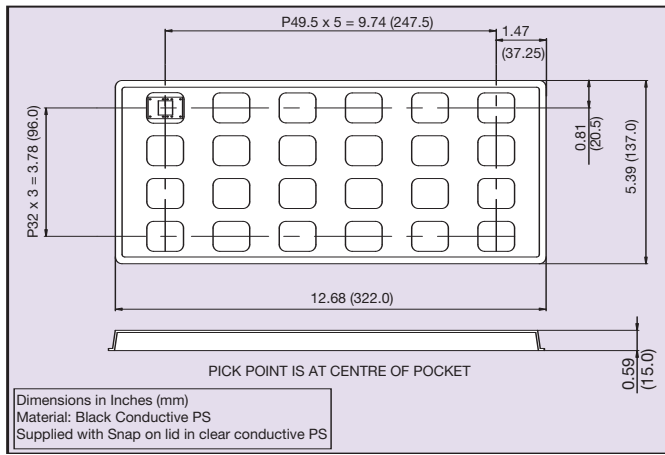 P49.5 x 5 = 9.74 (247.5)
1.47
(37.25)
P32 x 3 = 3.78 (96.0)
0.81
(20.5)
5.39 (137.0)
12.68 (322.0)
0.59
(15.0)
PICK POINT IS AT CENTRE OF POCKET
Dimensions in Inches (mm)
Material: Black Conductive PS
Supplied with Snap on lid in clear conductive PS